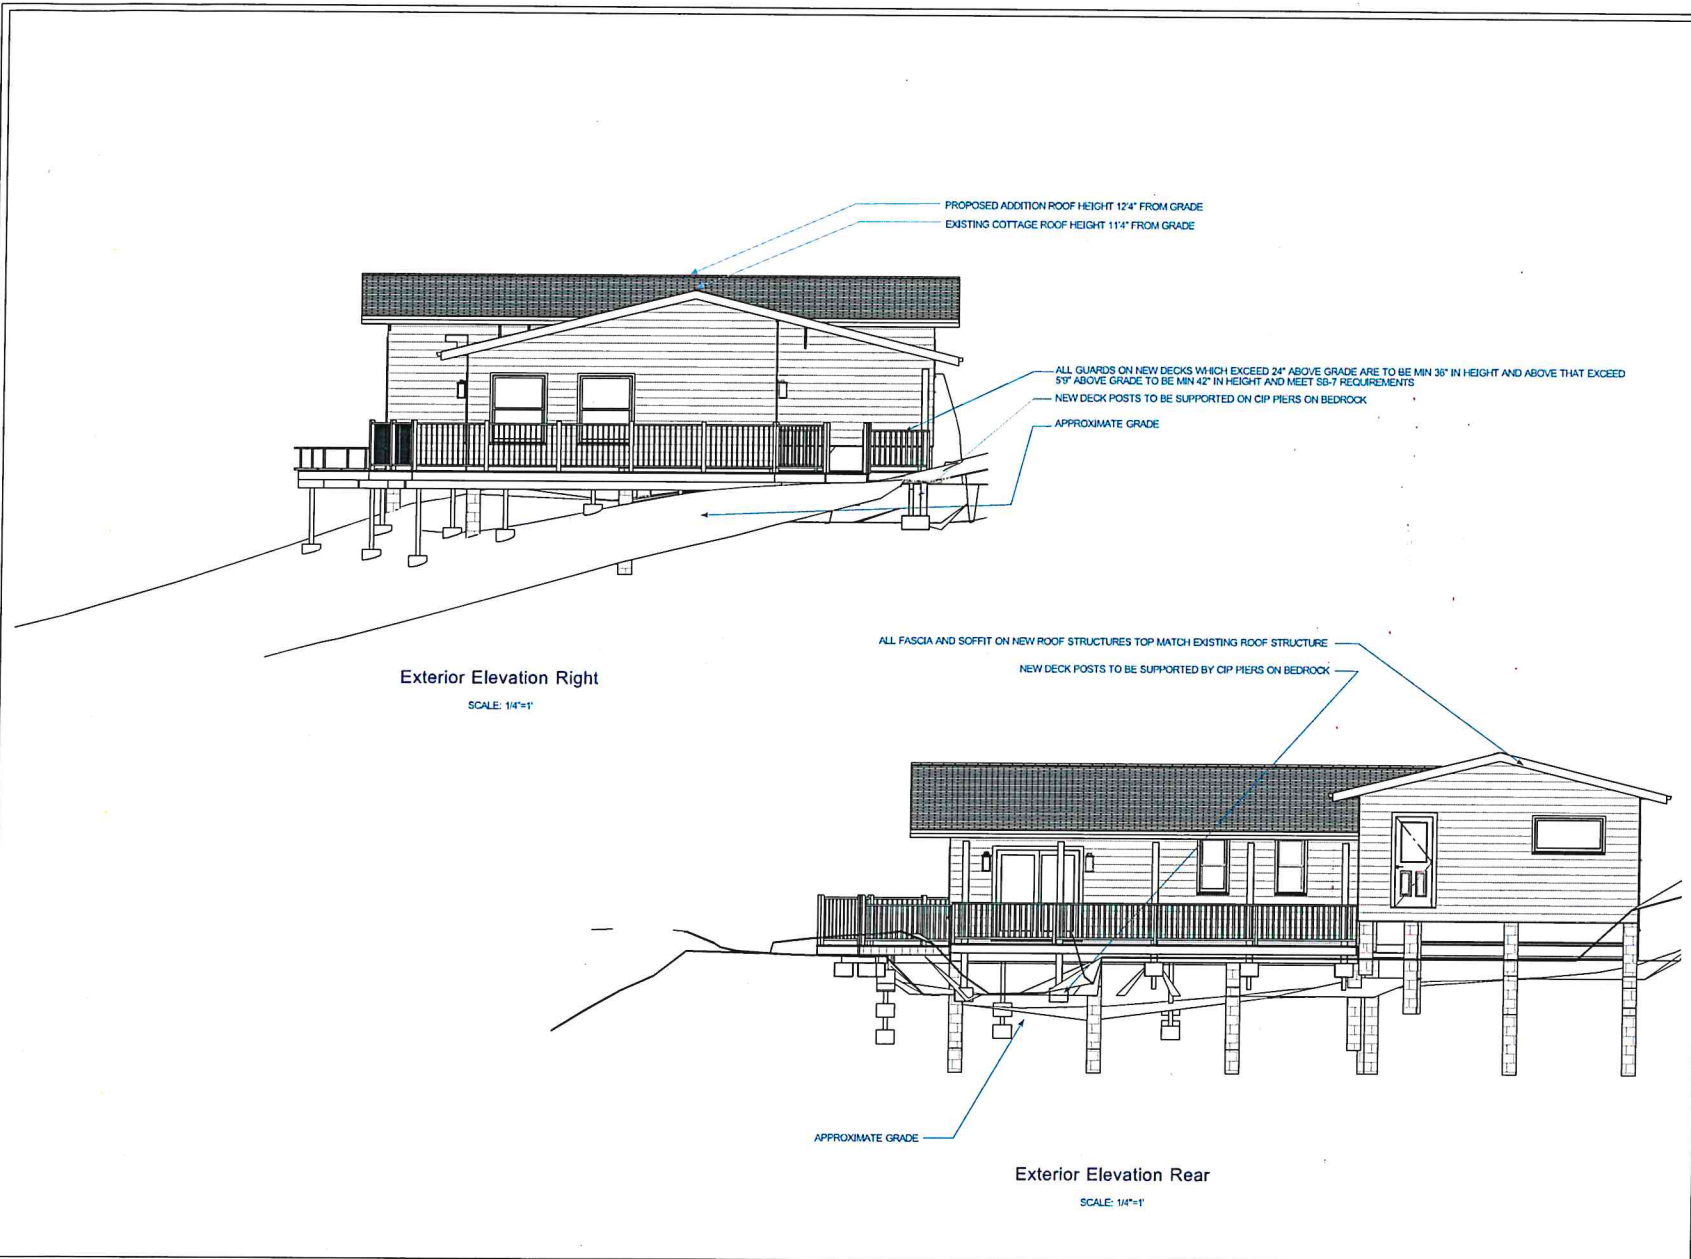 PROPOSED ADDITION ROOF HEIGHT 12'4" FROM GRADE
EXISTING COTTAGE ROOF HEIGHT 11'4" FROM GRADE
ALL GUARDS ON NEW DECKS WHICH EXCEED 24" ABOVE GRADE ARE TO BE MIN 36" IN HEIGHT AND ABOVE THAT EXCEED
5'9" ABOVE GRADE TO BE MIN 42" IN HEIGHT AND MEET SB-7 REQUIREMENTS
NEW DECK POSTS TO BE SUPPORTED ON CIP PIERS ON BEDROCK
APPROXIMATE GRADE
Exterior Elevation Right
SCALE: 1/4"=1'
ALL FASCIA AND SOFFIT ON NEW ROOF STRUCTURES TOP MATCH EXISTING ROOF STRUCTURE
NEW DECK POSTS TO BE SUPPORTED BY CIP PIERS ON BEDROCK
APPROXIMATE GRADE
Exterior Elevation Rear
SCALE: 1/4"=1'